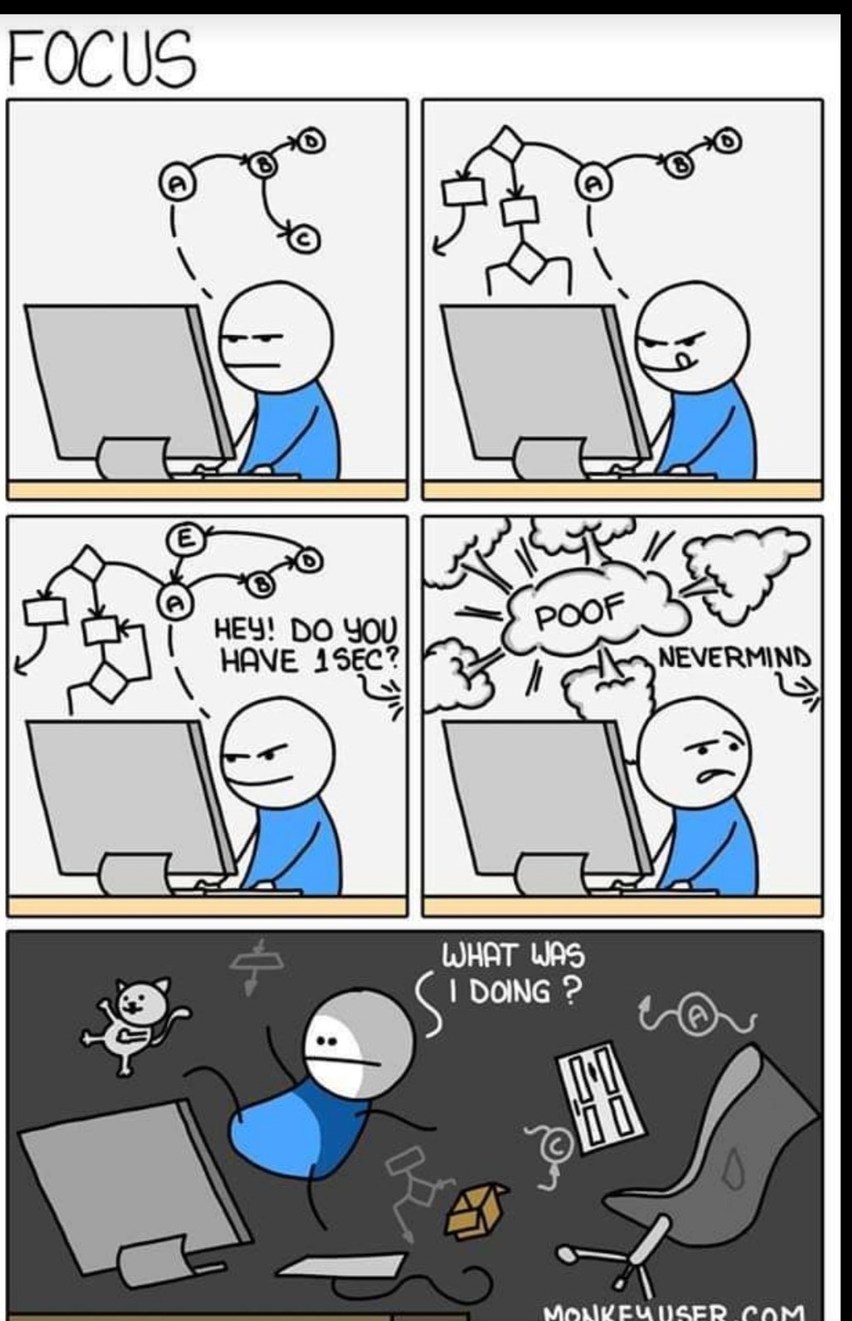 FOCUS
A
B
D
C
A
B
D
E
A
B
D
HEY! DO YOU
HAVE 1 SEC?
POOF
NEVERMIND
WHAT WAS
I DOING ?
A
C
MONKEYUSER.COM